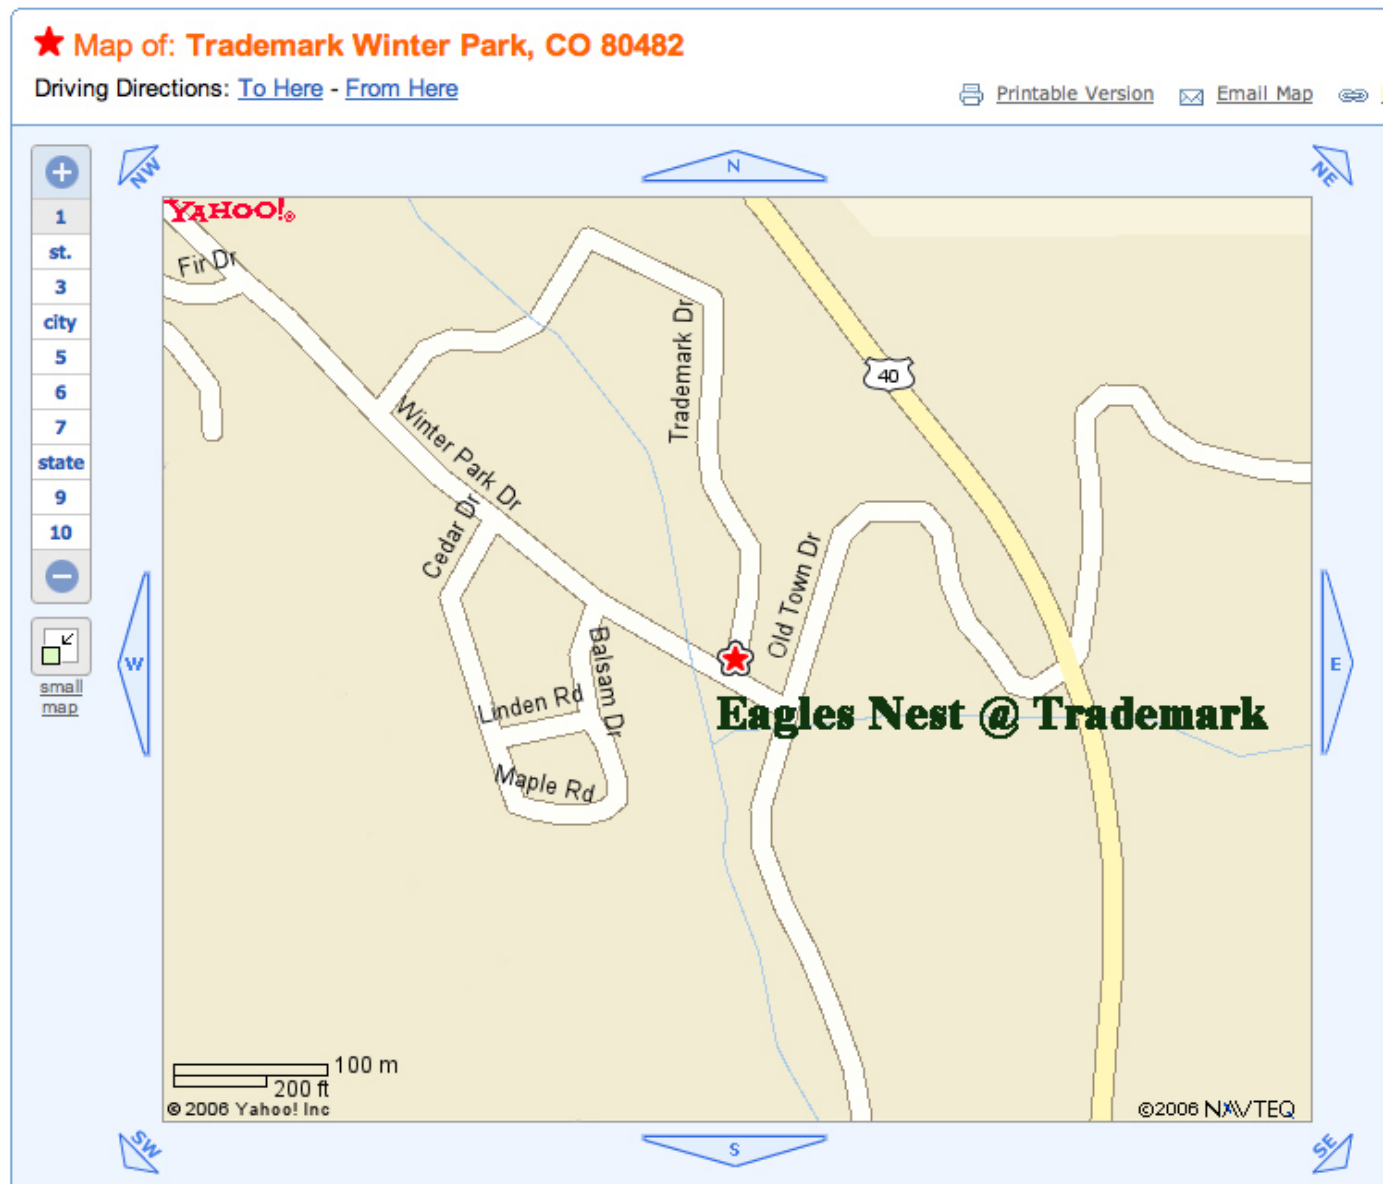 Map of: Trademark Winter Park, CO 80482
Driving Directions: To Here - From Here
Printable Version
Email Map
NW
N
NE
1
st.
3
city
5
6
7
state
9
10
small
map
W
E
YAHOO!®
Fir Dr
Trademark Dr
40
Winter Park Dr
Cedar Dr
Old Town Dr
Balsam Dr
Linden Rd
Eagles Nest @ Trademark
Maple Rd
100 m
200 ft
© 2006 Yahoo! Inc
©2006 NAVTEQ
SW
S
SE